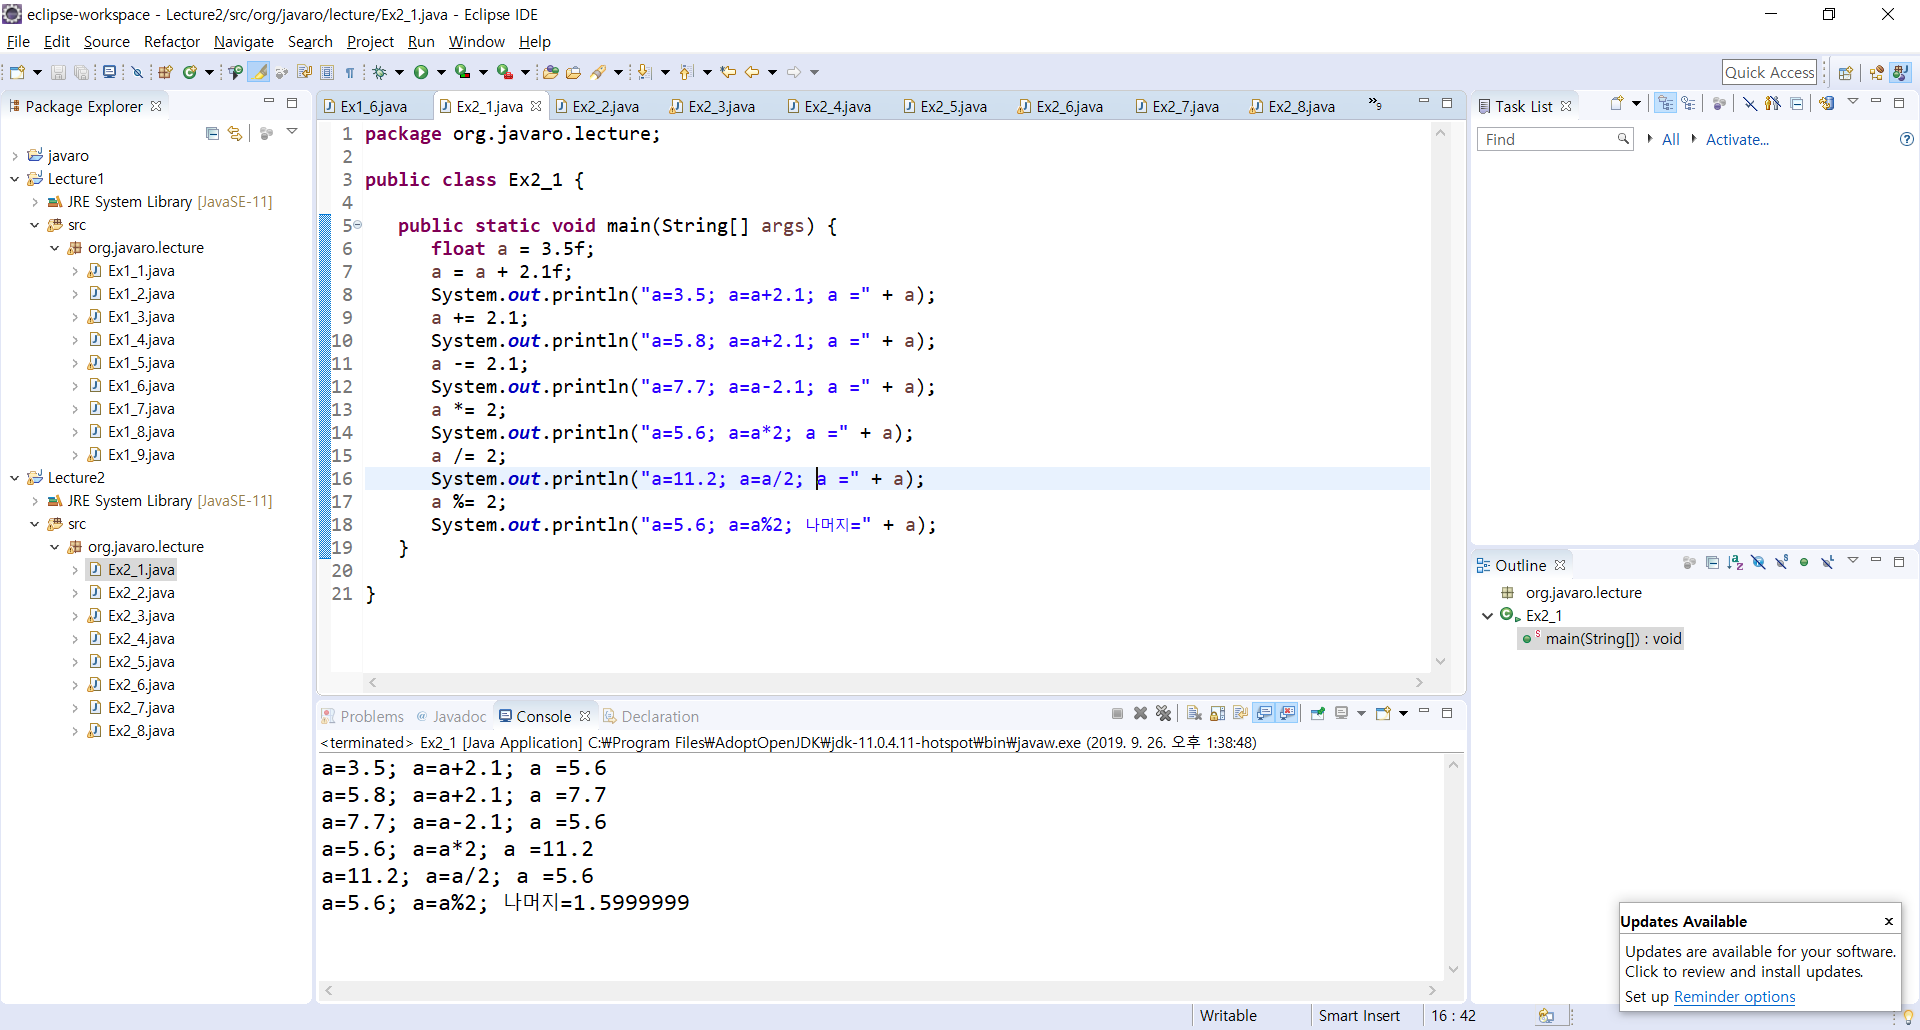 eclipse-workspace - Lecture2/src/org/javaro/lecture/Ex2_1.java - Eclipse IDE
File Edit Source Refactor Navigate Search Project Run Window Help
Quick Access
Package Explorer
javaro
Lecture1
JRE System Library [JavaSE-11]
src
org.javaro.lecture
Ex1_1.java
Ex1_2.java
Ex1_3.java
Ex1_4.java
Ex1_5.java
Ex1_6.java
Ex1_7.java
Ex1_8.java
Ex1_9.java
Lecture2
JRE System Library [JavaSE-11]
src
org.javaro.lecture
Ex2_1.java
Ex2_2.java
Ex2_3.java
Ex2_4.java
Ex2_5.java
Ex2_6.java
Ex2_7.java
Ex2_8.java
Ex1_6.java Ex2_1.java Ex2_2.java Ex2_3.java Ex2_4.java Ex2_5.java Ex2_6.java Ex2_7.java Ex2_8.java »9
1 package org.javaro.lecture;
2
3 public class Ex2_1 {
4
5 public static void main(String[] args) {
6 float a = 3.5f;
7 a = a + 2.1f;
8 System.out.println("a=3.5; a=a+2.1; a =" + a);
9 a += 2.1;
10 System.out.println("a=5.8; a=a+2.1; a =" + a);
11 a -= 2.1;
12 System.out.println("a=7.7; a=a-2.1; a =" + a);
13 a *= 2;
14 System.out.println("a=5.6; a=a*2; a =" + a);
15 a /= 2;
16 System.out.println("a=11.2; a=a/2; a =" + a);
17 a %= 2;
18 System.out.println("a=5.6; a=a%2; 나머지=" + a);
19 }
20
21 }
Problems @ Javadoc Console Declaration
<terminated> Ex2_1 [Java Application] C:₩Program Files₩AdoptOpenJDK₩jdk-11.0.4.11-hotspot₩bin₩javaw.exe (2019. 9. 26. 오후 1:38:48)
a=3.5; a=a+2.1; a =5.6
a=5.8; a=a+2.1; a =7.7
a=7.7; a=a-2.1; a =5.6
a=5.6; a=a*2; a =11.2
a=11.2; a=a/2; a =5.6
a=5.6; a=a%2; 나머지=1.5999999
Task List
Find All Activate...
Outline
org.javaro.lecture
Ex2_1
main(String[]) : void
Updates Available x
Updates are available for your software.
Click to review and install updates.
Set up Reminder options
Writable Smart Insert 16 : 42